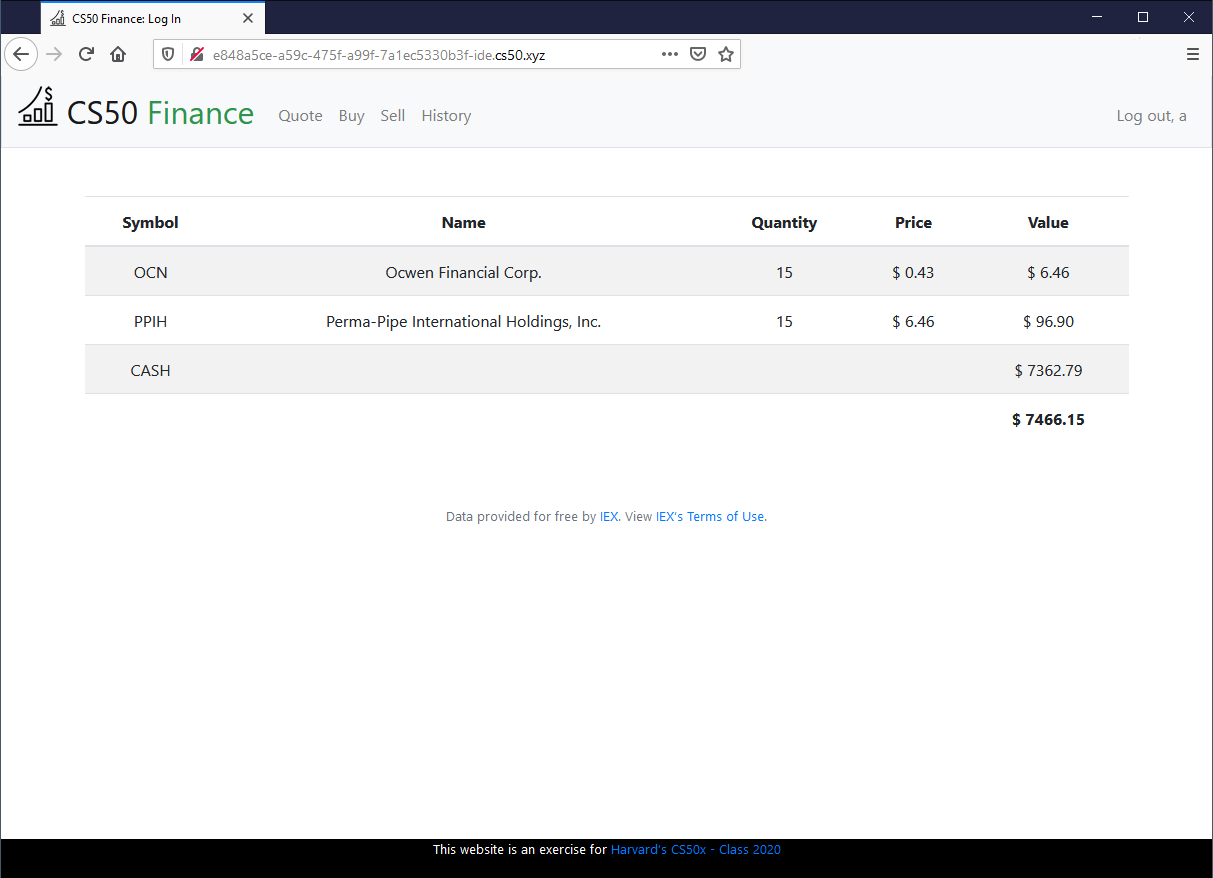 CS50 Finance: Log In
e848a5ce-a59c-475f-a99f-7a1ec5330b3f-ide.cs50.xyz
CS50 Finance Quote Buy Sell History Log out, a
Symbol Name Quantity Price Value
OCN Ocwen Financial Corp. 15 $ 0.43 $ 6.46
PPIH Perma-Pipe International Holdings, Inc. 15 $ 6.46 $ 96.90
CASH $ 7362.79
$ 7466.15
Data provided for free by IEX. View IEX's Terms of Use.
This website is an exercise for Harvard's CS50x - Class 2020